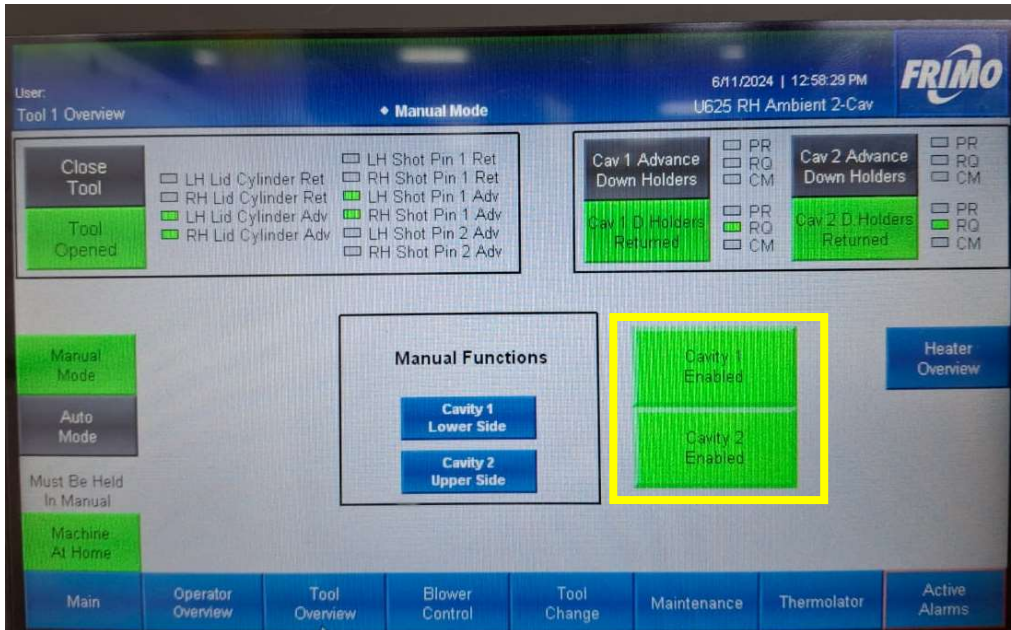 6/11/2024 | 12:58:29 PM
FRIMO
User:
Tool 1 Overview
Manual Mode
U625 RH Ambient 2-Cav
Close
Tool
Tool
Opened
LH Lid Cylinder Ret
RH Lid Cylinder Ret
LH Lid Cylinder Adv
RH Lid Cylinder Adv
LH Shot Pin 1 Ret
RH Shot Pin 1 Ret
LH Shot Pin 1 Adv
RH Shot Pin 1 Adv
LH Shot Pin 2 Adv
RH Shot Pin 2 Adv
Cav 1 Advance
Down Holders
PR
RQ
CM
Cav 1 D.Holders
Returned
PR
RQ
CM
Cav 2 Advance
Down Holders
PR
RQ
CM
Cav 2 D.Holders
Returned
PR
RQ
CM
Manual
Mode
Auto
Mode
Must Be Held
In Manual
Machine
At Home
Manual Functions
Cavity 1
Lower Side
Cavity 2
Upper Side
Cavity 1
Enabled
Cavity 2
Enabled
Heater
Overview
Main
Operator
Overview
Tool
Overview
Blower
Control
Tool
Change
Maintenance
Thermolator
Active
Alarms